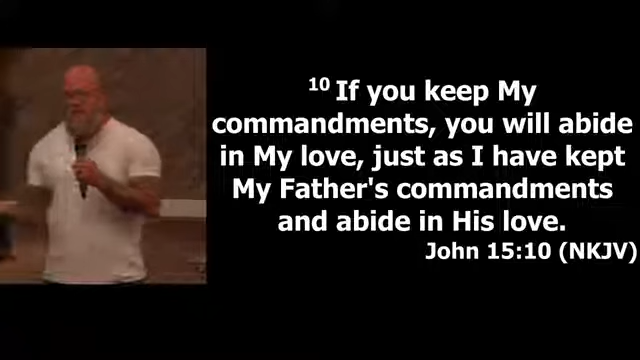 10 If you keep My
commandments, you will abide
in My love, just as I have kept
My Father's commandments
and abide in His love.
John 15:10 (NKJV)